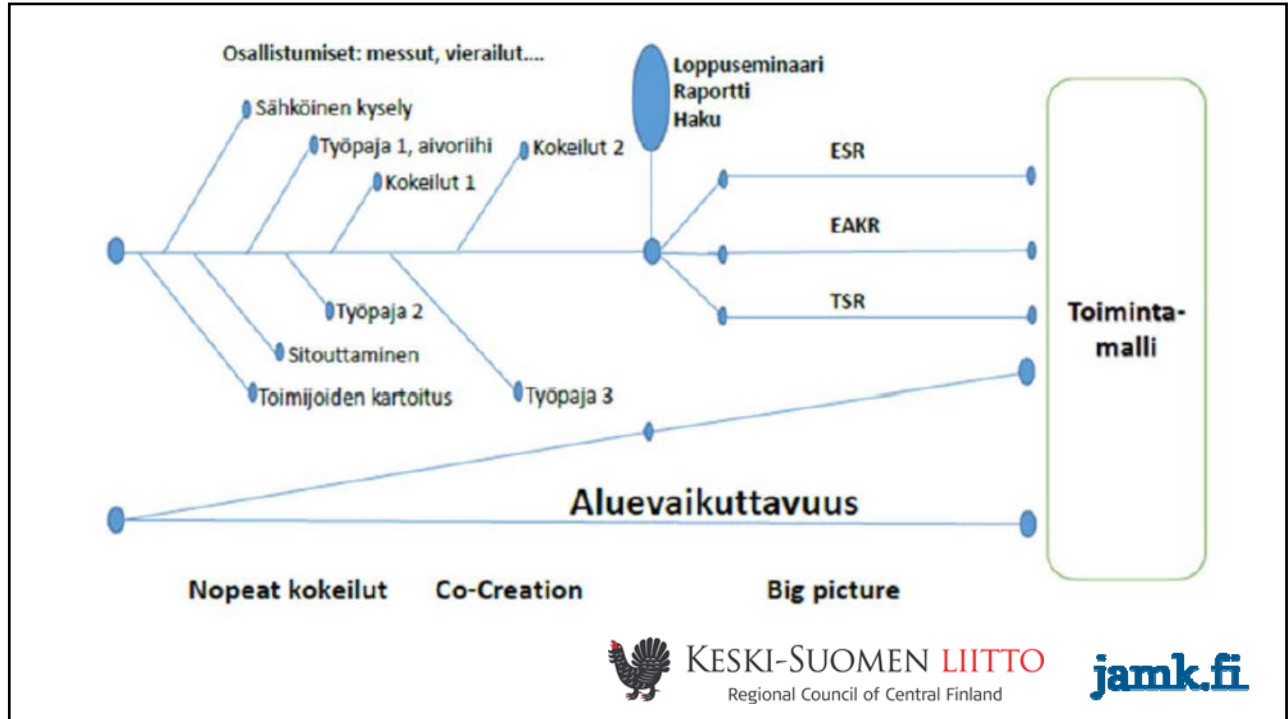 Osallistumiset: messut, vierailut....
Loppuseminaari
Raportti
Haku
Sähköinen kysely
Työpaja 1, aivoriihi
Kokeilut 2
Kokeilut 1
ESR
EAKR
TSR
Työpaja 2
Sitouttaminen
Toimijoiden kartoitus
Työpaja 3
Toiminta-
malli
Aluevaikuttavuus
Nopeat kokeilut
Co-Creation
Big picture
KESKI-SUOMEN LIITTO
Regional Council of Central Finland
jamk.fi